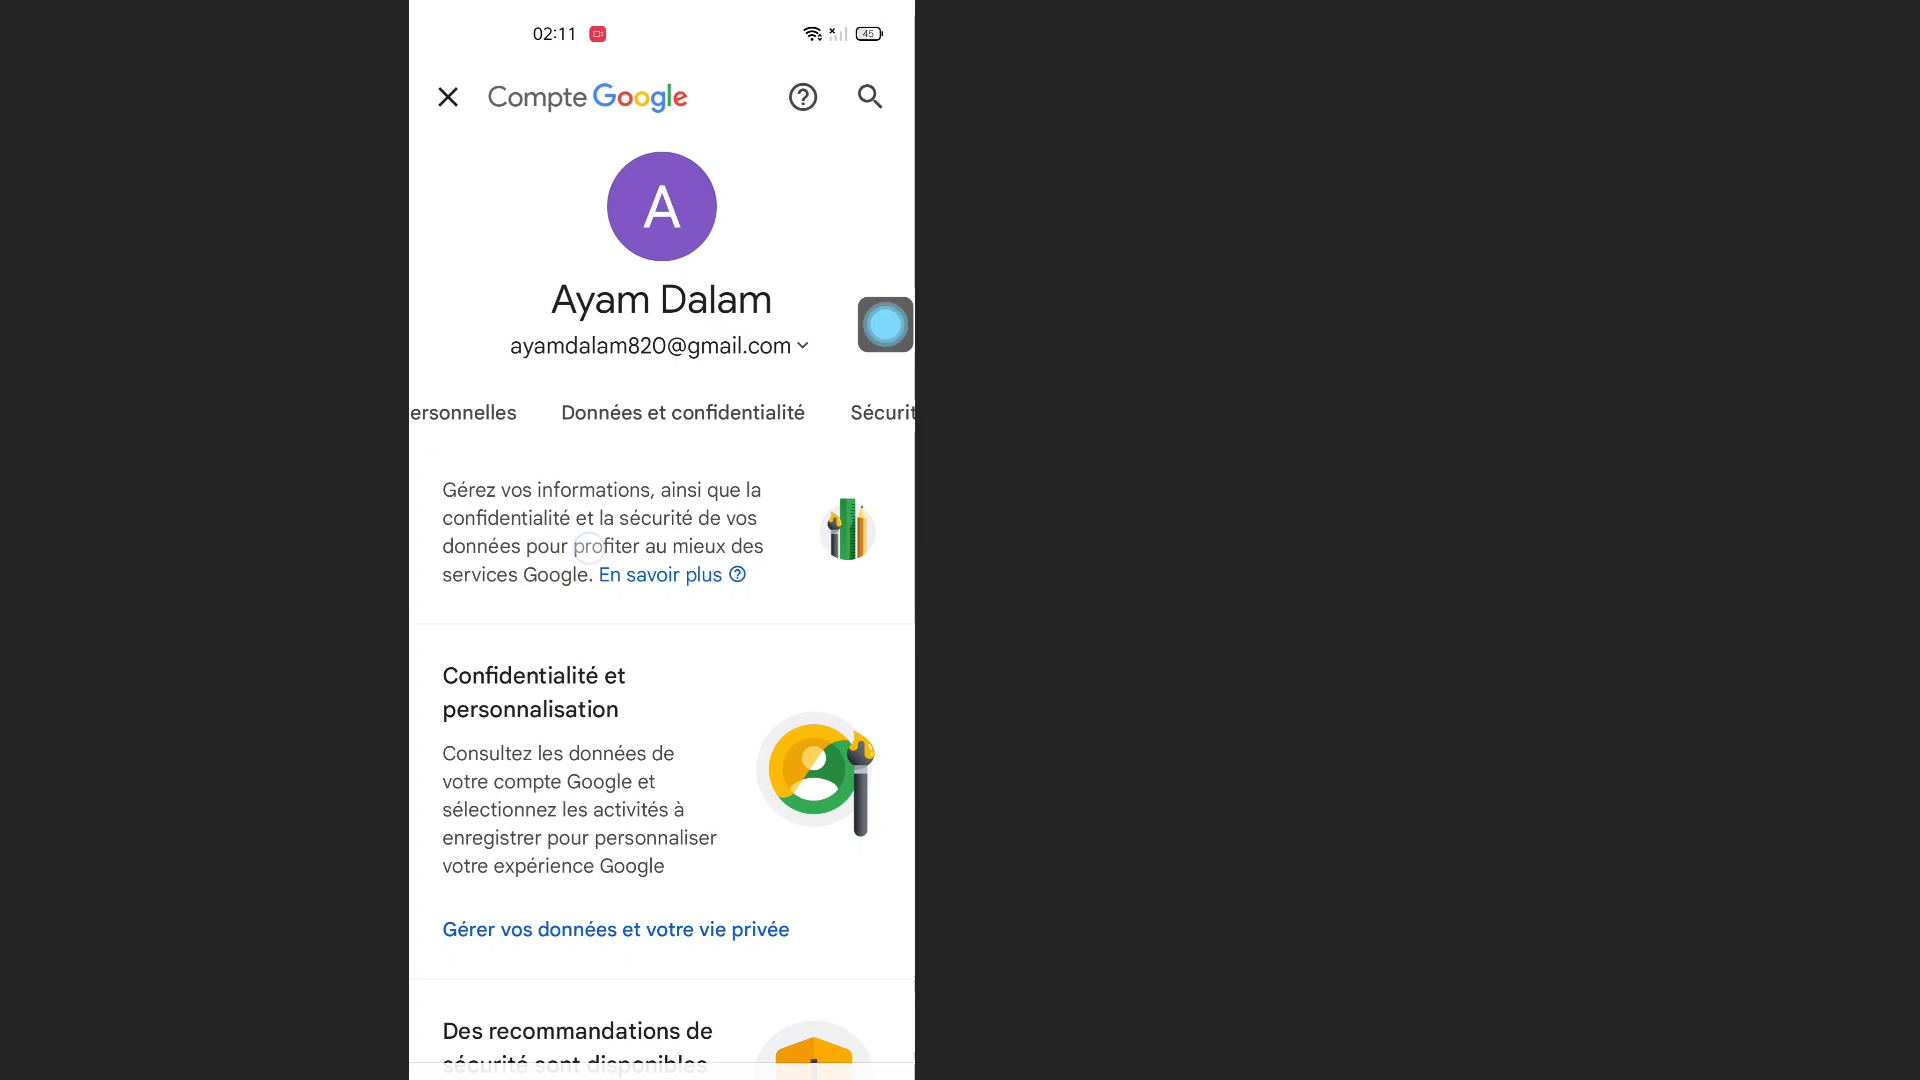 02:11
45
Compte Google
A
Ayam Dalam
ayamdalam820@gmail.com
ersonnelles Données et confidentialité Sécurit
Gérez vos informations, ainsi que la
confidentialité et la sécurité de vos
données pour profiter au mieux des
services Google. En savoir plus
Confidentialité et
personnalisation
Consultez les données de
votre compte Google et
sélectionnez les activités à
enregistrer pour personnaliser
votre expérience Google
Gérer vos données et votre vie privée
Des recommandations de
sécurité sont disponibles